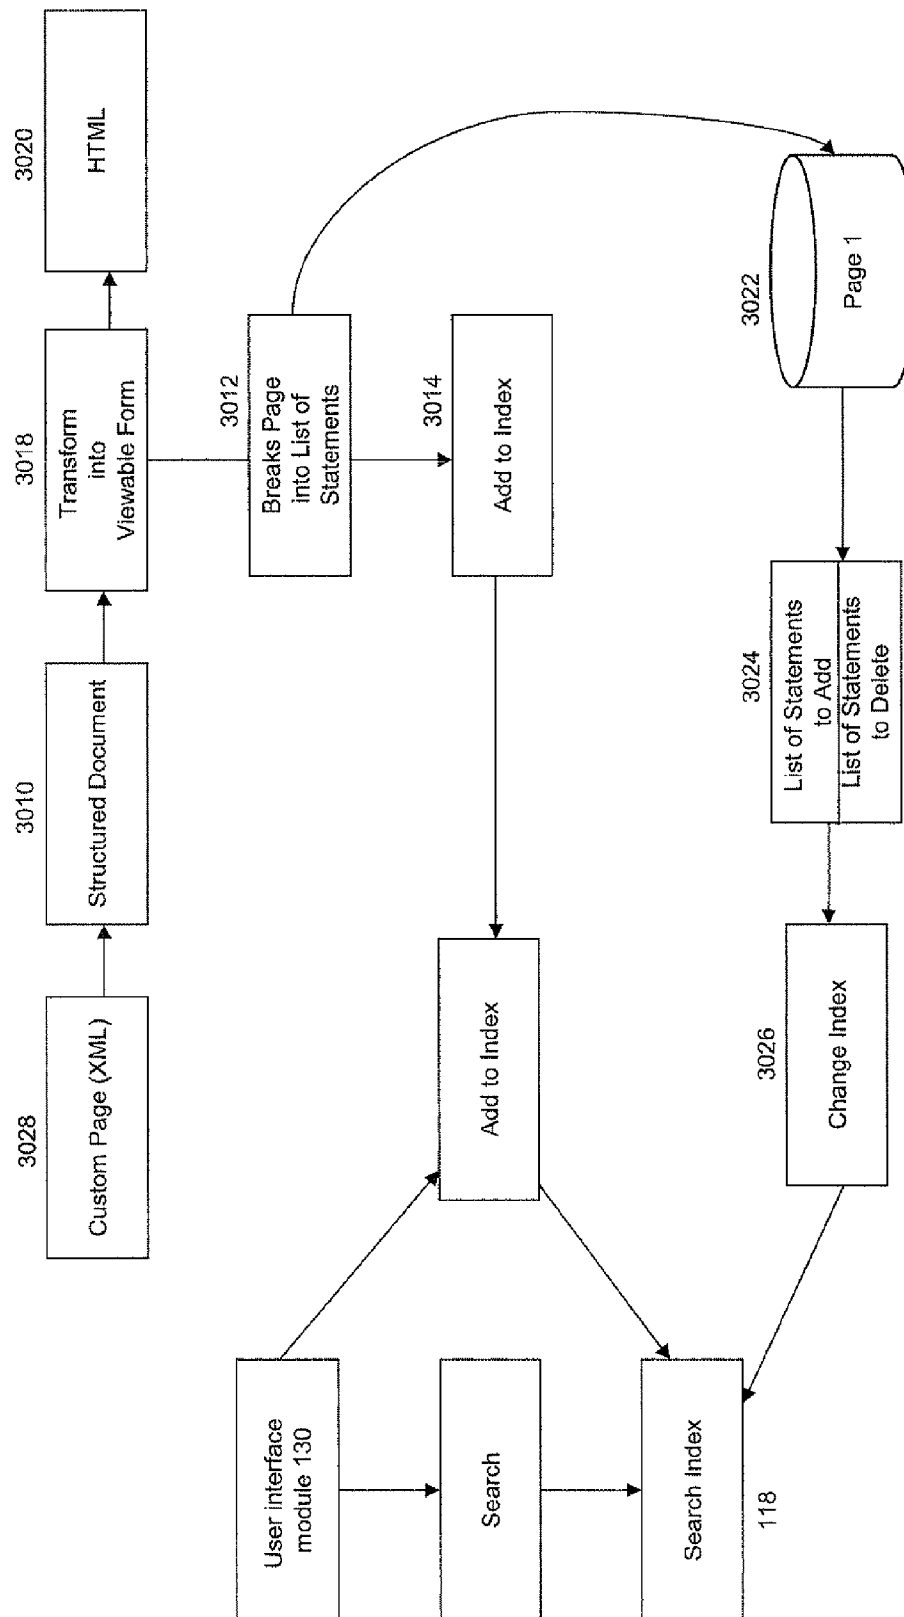 3028
Custom Page (XML)
3010
Structured Document
3018
Transform
into
Viewable Form
3020
HTML
User interface
module 130
3012
Breaks Page
into List of
Statements
Search
Add to Index
3014
Add to Index
Search Index
118
3026
Change Index
3024
List of Statements
to Add
List of Statements
to Delete
3022
Page 1